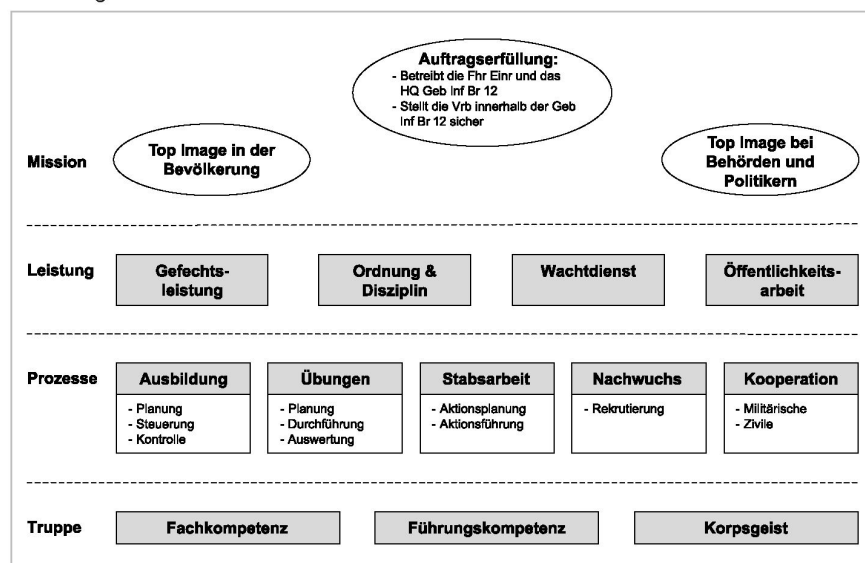 Auftragserfüllung:
- Betreibt die Fhr Einr und das
HQ Geb Inf Br 12
- Stellt die Vrb innerhalb der Geb
Inf Br 12 sicher
Mission
Top Image in der
Bevölkerung
Top Image bei
Behörden und
Politikern
Leistung
Gefechts-
leistung
Ordnung &
Disziplin
Wachtdienst
Öffentlichkeits-
arbeit
Prozesse
Ausbildung
- Planung
- Steuerung
- Kontrolle
Übungen
- Planung
- Durchführung
- Auswertung
Stabsarbeit
- Aktionsplanung
- Aktionsführung
Nachwuchs
- Rekrutierung
Kooperation
- Militärische
- Zivile
Truppe
Fachkompetenz
Führungskompetenz
Korpsgeist